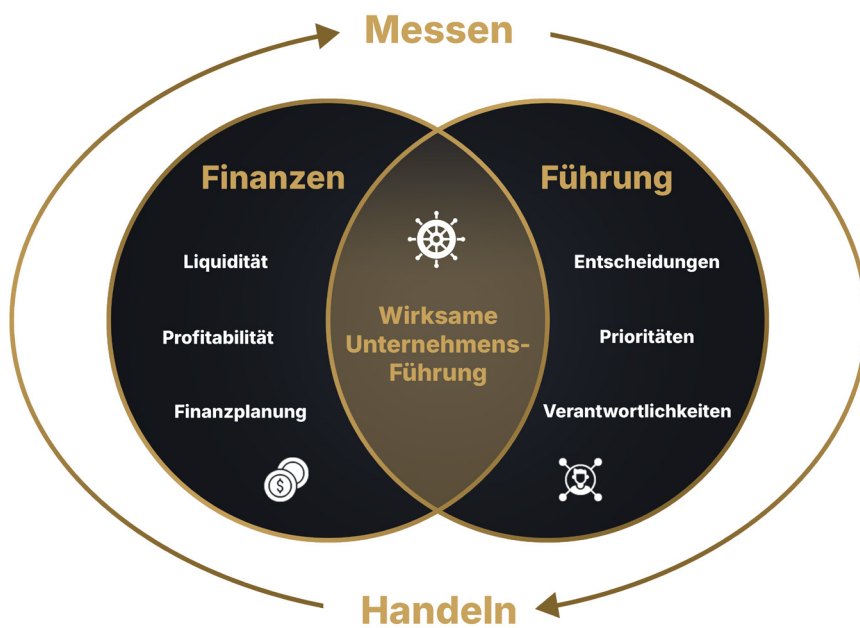 Messen
Finanzen
Führung
Liquidität
Entscheidungen
Wirksame
Unternehmens-
Führung
Profitabilität
Prioritäten
Finanzplanung
Verantwortlichkeiten
$
Handeln